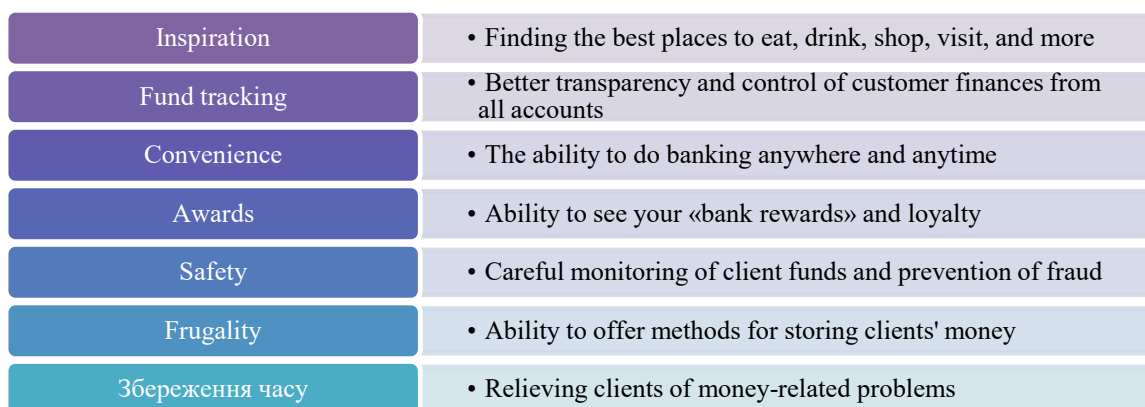 Inspiration
• Finding the best places to eat, drink, shop, visit, and more
Fund tracking
• Better transparency and control of customer finances from
all accounts
Convenience
• The ability to do banking anywhere and anytime
Awards
• Ability to see your «bank rewards» and loyalty
Safety
• Careful monitoring of client funds and prevention of fraud
Frugality
• Ability to offer methods for storing clients' money
Збереження часу
• Relieving clients of money-related problems